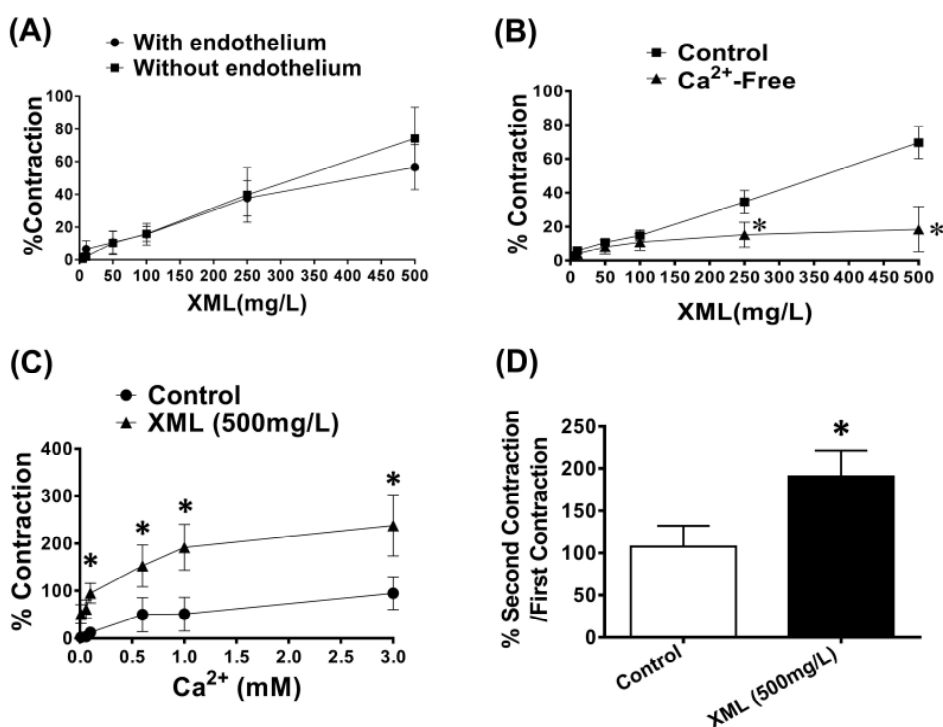 (A)
With endothelium
Without endothelium
%Contraction
100
80
60
40
20
0
0 50 100 150 200 250 300 350 400 450 500
XML(mg/L)
(B)
Control
Ca²⁺-Free
% Contraction
100
80
60
40
20
0
*
*
0 50 100 150 200 250 300 350 400 450 500
XML(mg/L)
(C)
Control
XML (500mg/L)
% Contraction
400
300
200
100
0
*
*
*
*
0.0 0.5 1.0 1.5 2.0 2.5 3.0
Ca²⁺ (mM)
(D)
% Second Contraction
/First Contraction
250
200
150
100
50
0
*
Control
XML (500mg/L)